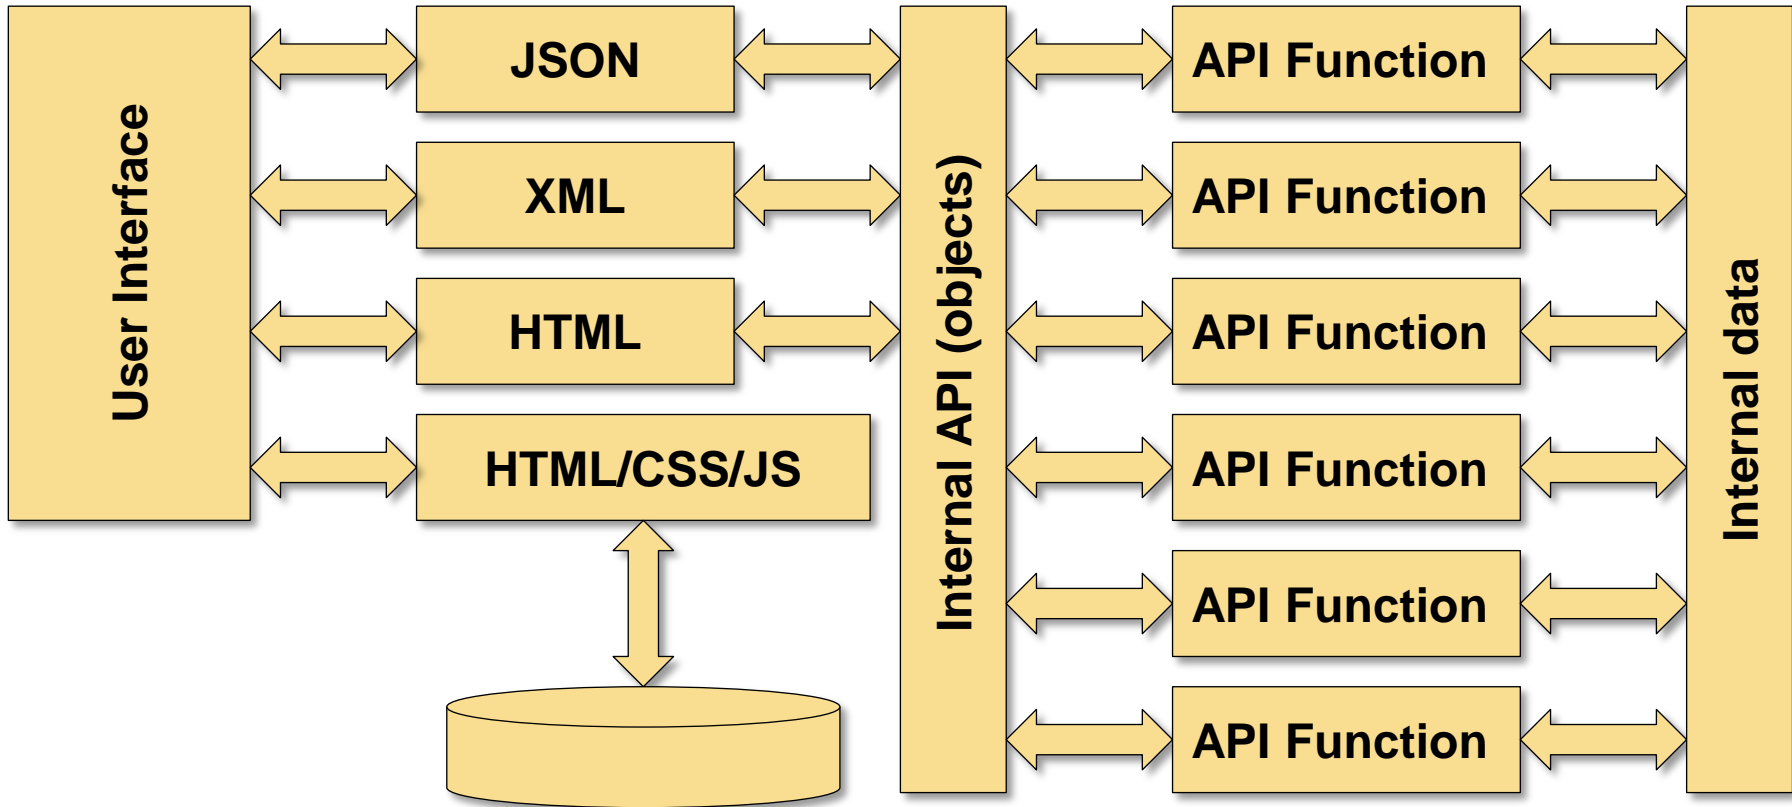 User Interface
JSON
XML
HTML
HTML/CSS/JS
Internal API (objects)
API Function
API Function
API Function
API Function
API Function
API Function
Internal data